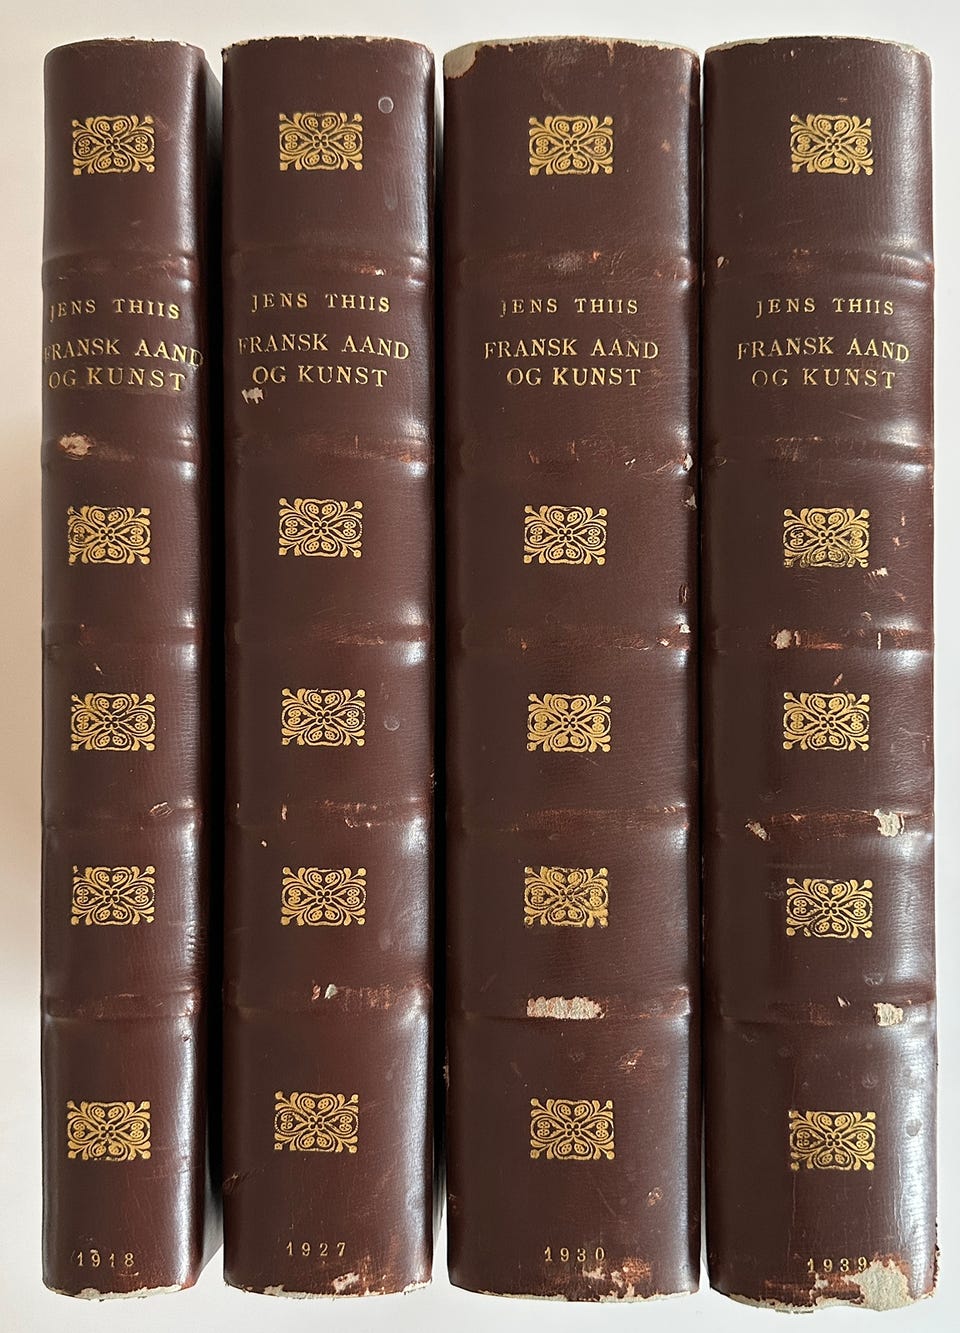 JENS THIIS
FRANSK AAND
OG KUNST
1918
JENS THIIS
FRANSK AAND
OG KUNST
1927
JENS THIIS
FRANSK AAND
OG KUNST
1930
JENS THIIS
FRANSK AAND
OG KUNST
1939